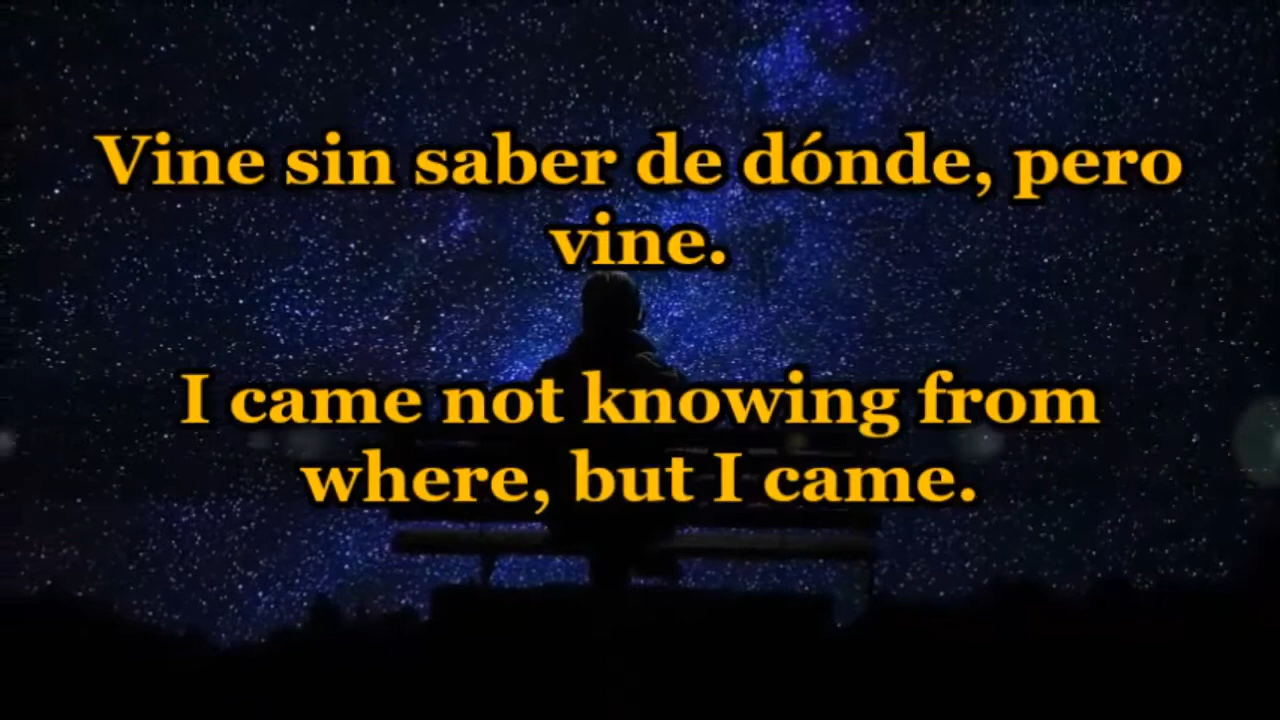 Vine sin saber de dónde, pero
vine.
I came not knowing from
where, but I came.